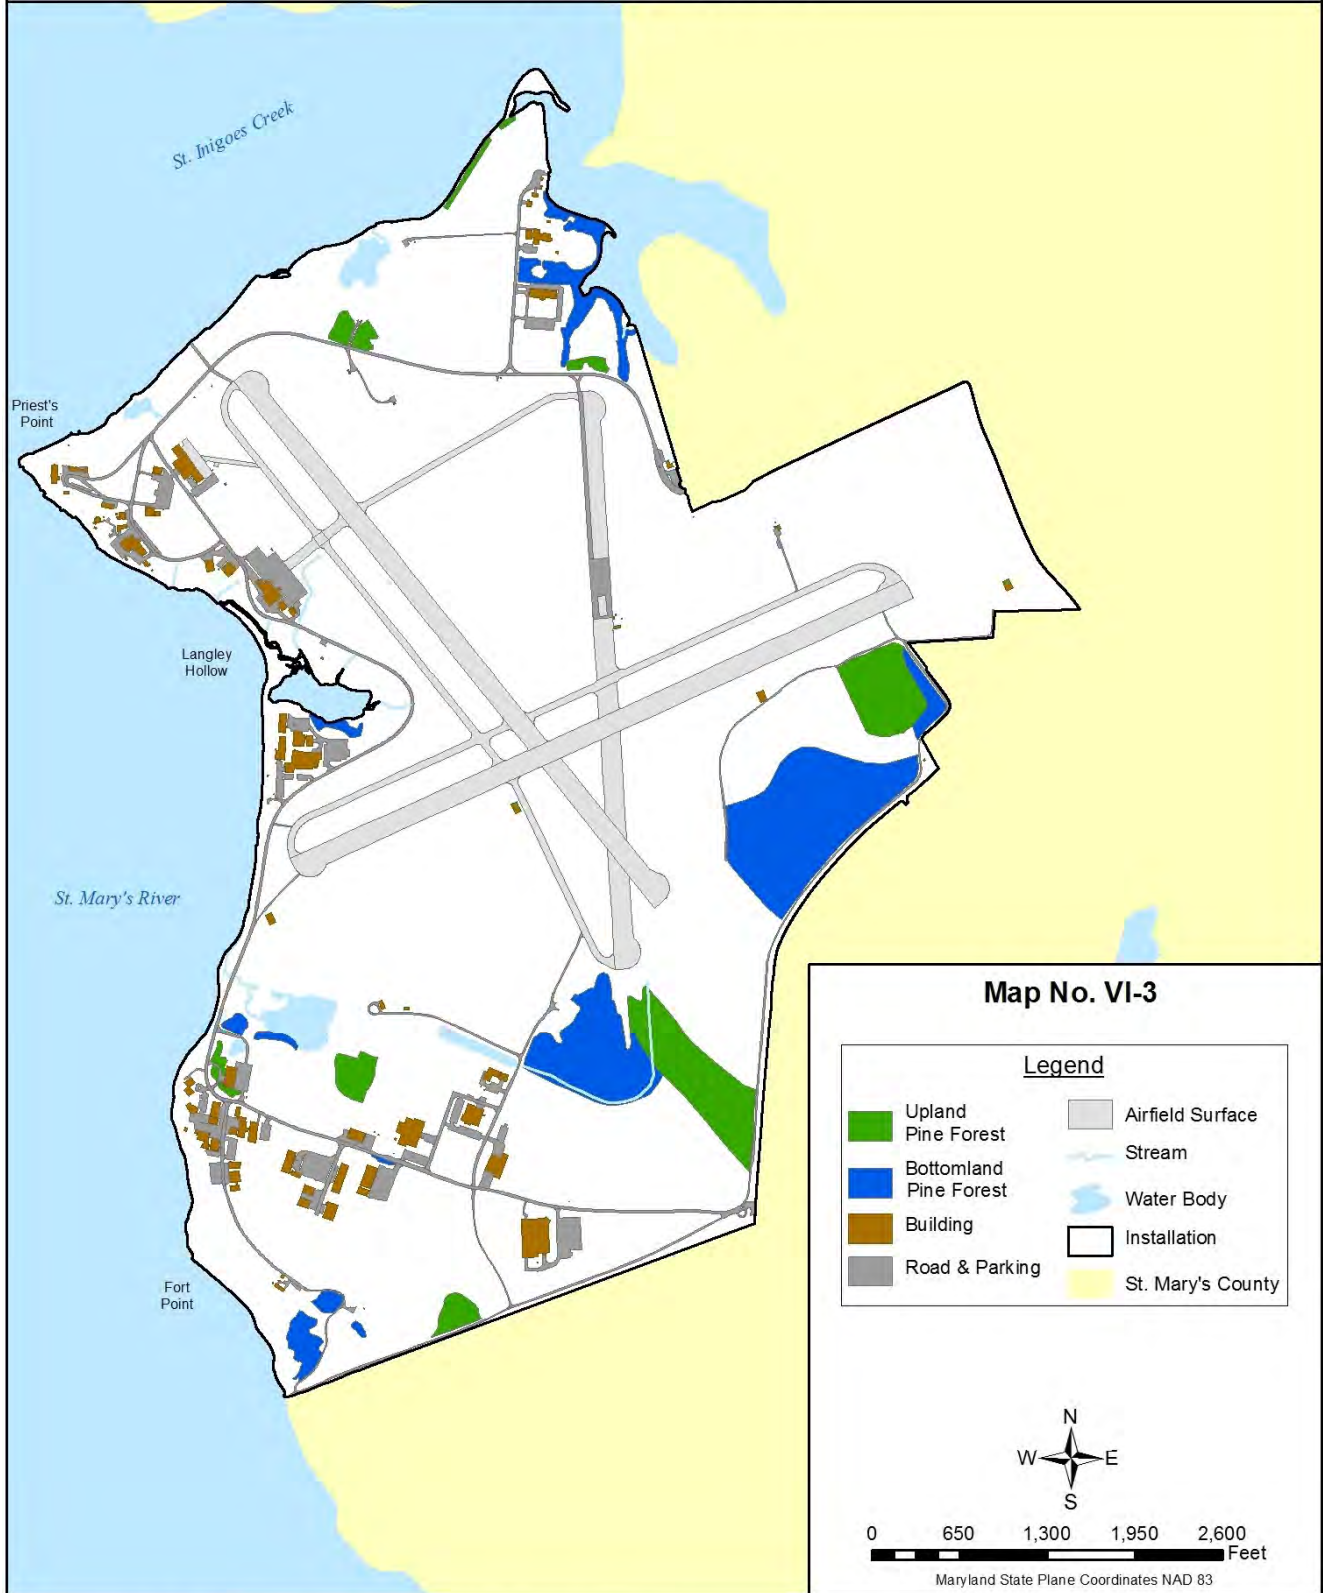 St. Inigoes Creek
Priest's
Point
Langley
Hollow
St. Mary's River
Fort
Point
Map No. VI-3
Legend
Upland
Pine Forest
Bottomland
Pine Forest
Building
Road & Parking
Airfield Surface
Stream
Water Body
Installation
St. Mary's County
N
W E
S
0 650 1,300 1,950 2,600
Feet
Maryland State Plane Coordinates NAD 83